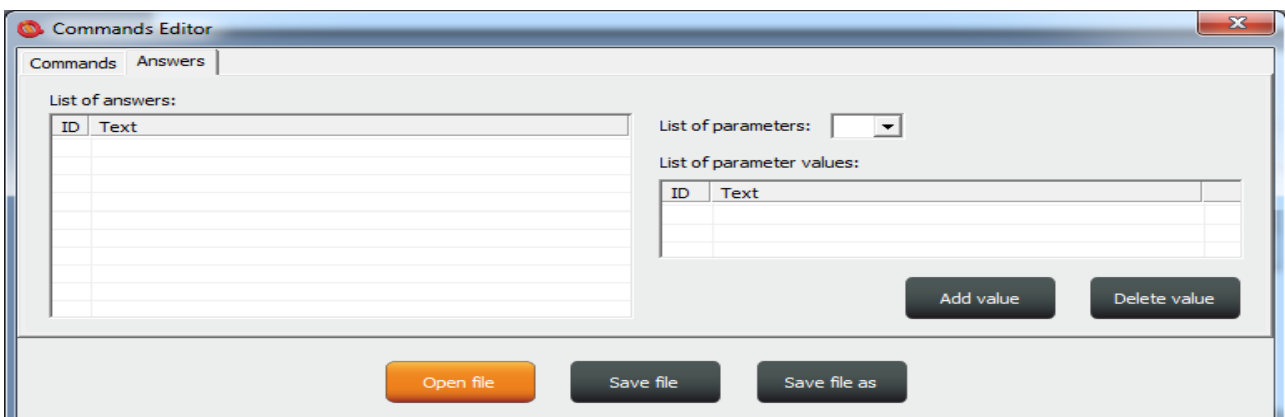 Commands Editor
Commands Answers
List of answers:
ID Text
List of parameters:
List of parameter values:
ID Text
Add value Delete value
Open file Save file Save file as